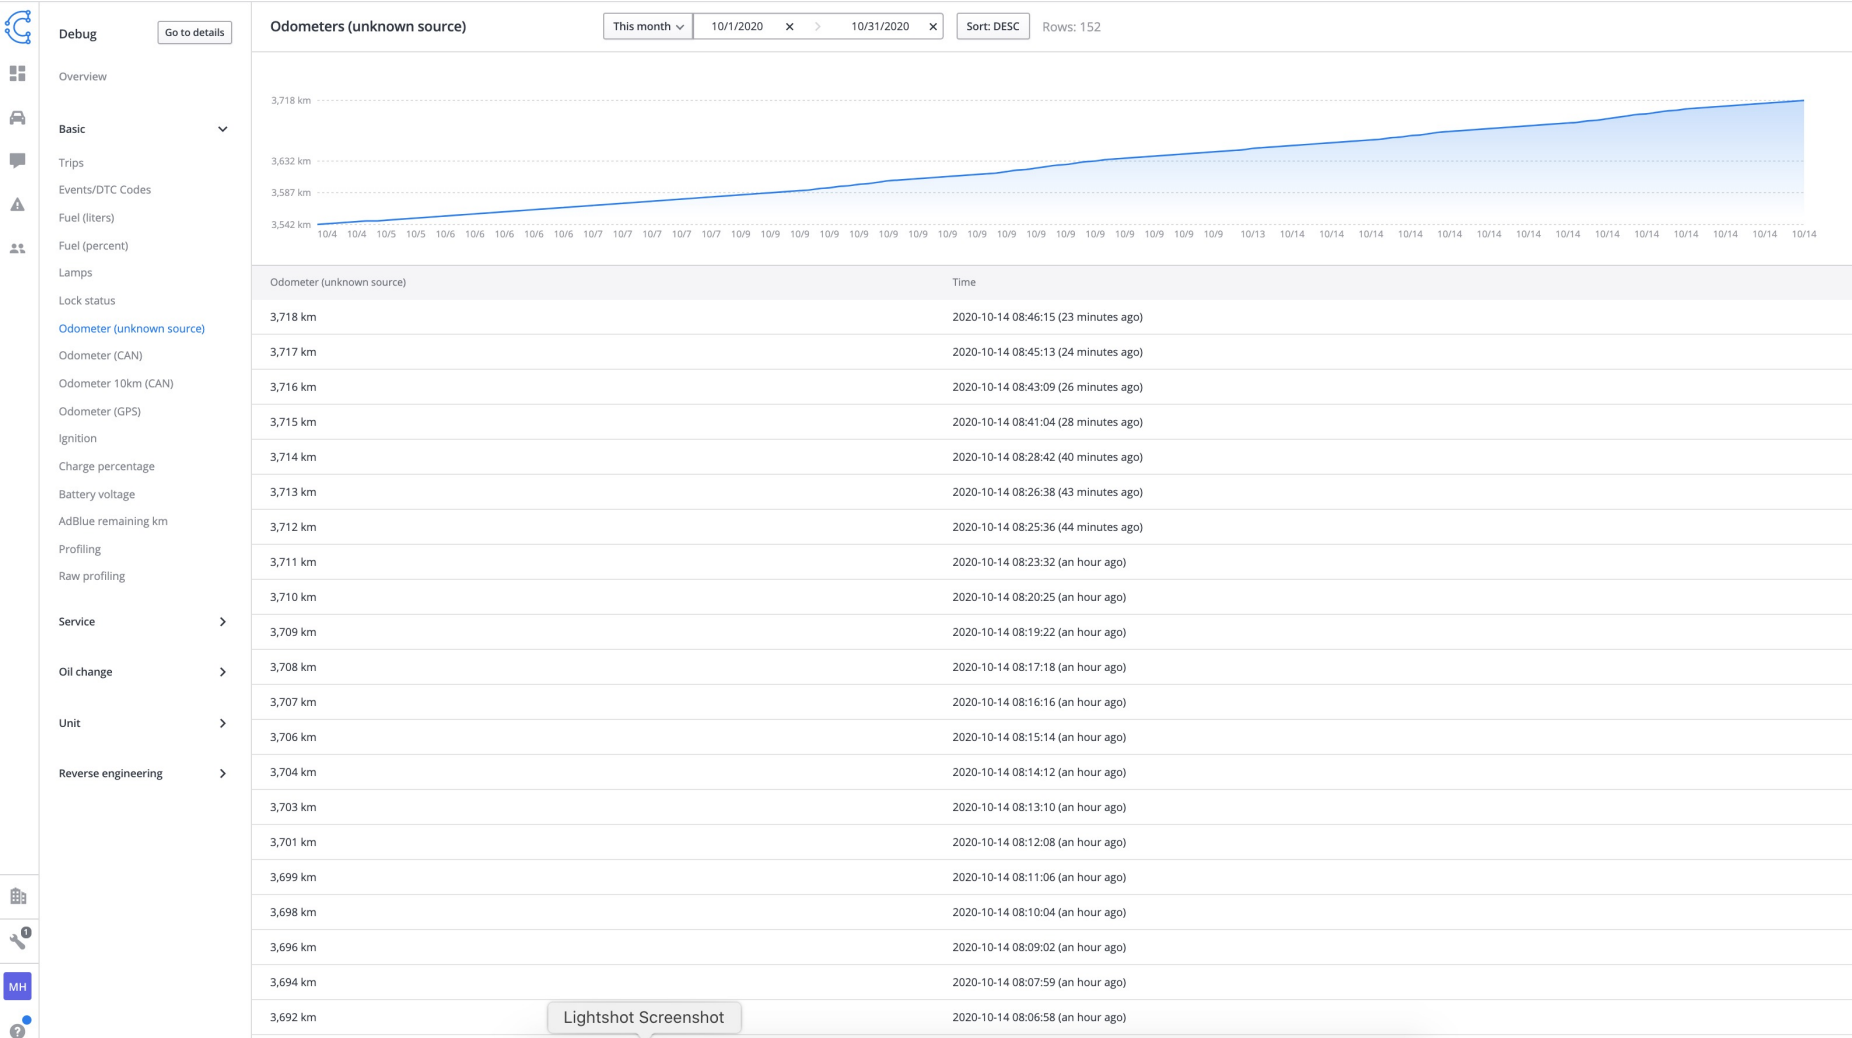 Debug
Go to details
Overview
Basic
Trips
Events/DTC Codes
Fuel (liters)
Fuel (percent)
Lamps
Lock status
Odometer (unknown source)
Odometer (CAN)
Odometer 10km (CAN)
Odometer (GPS)
Ignition
Charge percentage
Battery voltage
AdBlue remaining km
Profiling
Raw profiling
Service
Oil change
Unit
Reverse engineering
1
MH
?
Odometers (unknown source) This month 10/1/2020 10/31/2020 Sort: DESC Rows: 152
3,718 km
3,632 km
3,587 km
3,542 km
10/4 10/4 10/5 10/5 10/6 10/6 10/6 10/6 10/6 10/7 10/7 10/7 10/7 10/7 10/9 10/9 10/9 10/9 10/9 10/9 10/9 10/9 10/9 10/9 10/9 10/9 10/9 10/9 10/9 10/9 10/9 10/13 10/14 10/14 10/14 10/14 10/14 10/14 10/14 10/14 10/14 10/14 10/14 10/14 10/14 10/14
Odometer (unknown source) Time
3,718 km 2020-10-14 08:46:15 (23 minutes ago)
3,717 km 2020-10-14 08:45:13 (24 minutes ago)
3,716 km 2020-10-14 08:43:09 (26 minutes ago)
3,715 km 2020-10-14 08:41:04 (28 minutes ago)
3,714 km 2020-10-14 08:28:42 (40 minutes ago)
3,713 km 2020-10-14 08:26:38 (43 minutes ago)
3,712 km 2020-10-14 08:25:36 (44 minutes ago)
3,711 km 2020-10-14 08:23:32 (an hour ago)
3,710 km 2020-10-14 08:20:25 (an hour ago)
3,709 km 2020-10-14 08:19:22 (an hour ago)
3,708 km 2020-10-14 08:17:18 (an hour ago)
3,707 km 2020-10-14 08:16:16 (an hour ago)
3,706 km 2020-10-14 08:15:14 (an hour ago)
3,704 km 2020-10-14 08:14:12 (an hour ago)
3,703 km 2020-10-14 08:13:10 (an hour ago)
3,701 km 2020-10-14 08:12:08 (an hour ago)
3,699 km 2020-10-14 08:11:06 (an hour ago)
3,698 km 2020-10-14 08:10:04 (an hour ago)
3,696 km 2020-10-14 08:09:02 (an hour ago)
3,694 km 2020-10-14 08:07:59 (an hour ago)
3,692 km 2020-10-14 08:06:58 (an hour ago)
Lightshot Screenshot